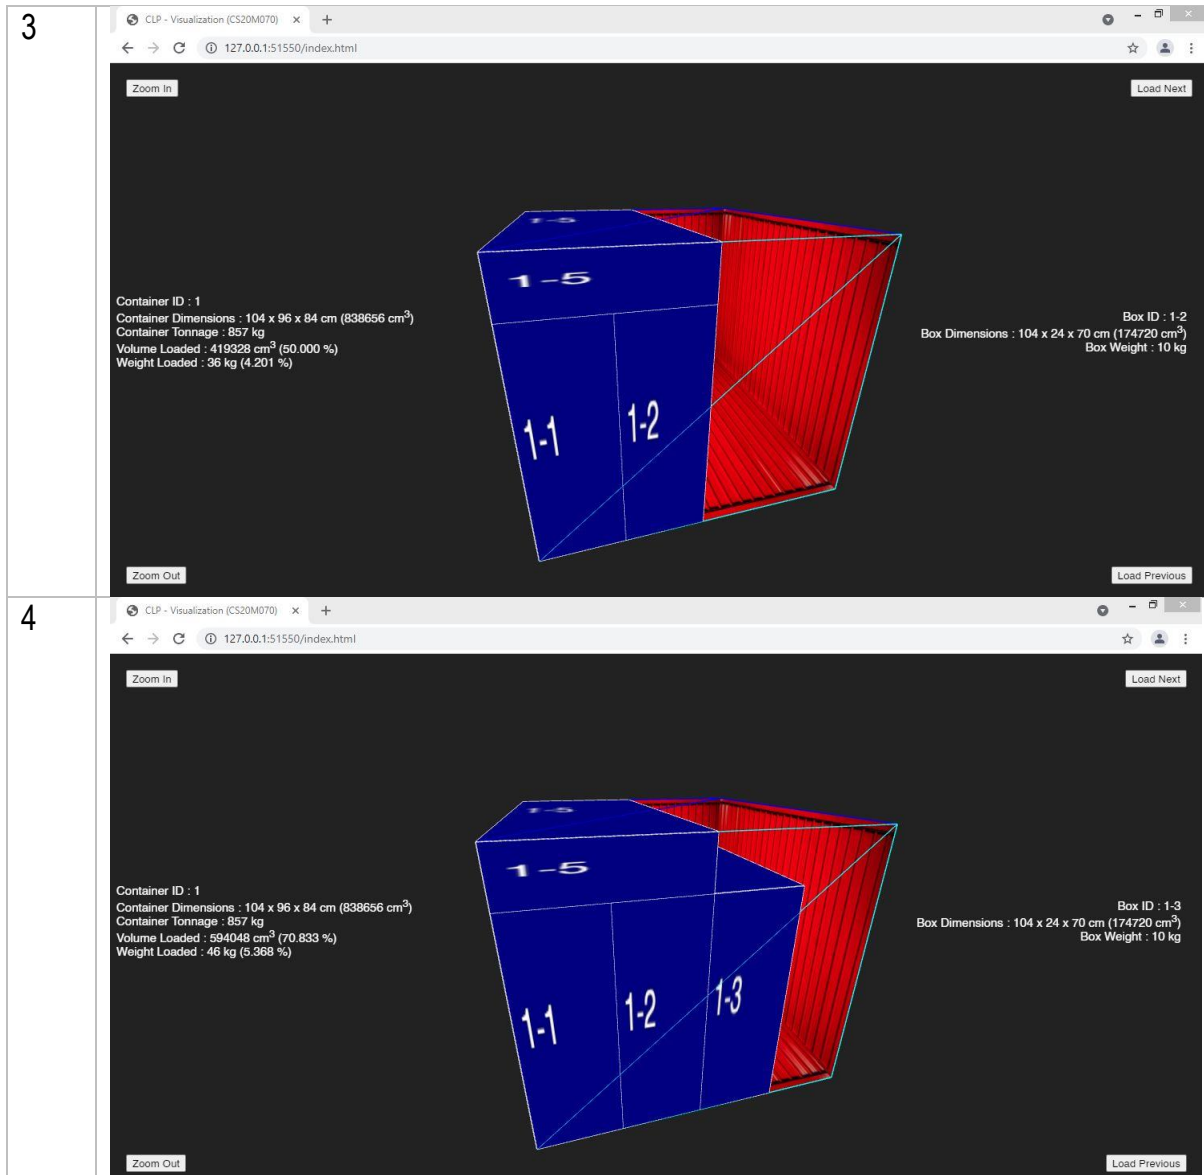 3
CLP - Visualization (CS20M070)
127.0.0.1:51550/index.html
Zoom In
Load Next
1-5
1-5
Container ID : 1
Container Dimensions : 104 x 96 x 84 cm (838656 cm³)
Container Tonnage : 857 kg
Volume Loaded : 419328 cm³ (50.000 %)
Weight Loaded : 36 kg (4.201 %)
Box ID : 1-2
Box Dimensions : 104 x 24 x 70 cm (174720 cm³)
Box Weight : 10 kg
1-1
1-2
Zoom Out
Load Previous
4
CLP - Visualization (CS20M070)
127.0.0.1:51550/index.html
Zoom In
Load Next
1-5
1-5
Container ID : 1
Container Dimensions : 104 x 96 x 84 cm (838656 cm³)
Container Tonnage : 857 kg
Volume Loaded : 594048 cm³ (70.833 %)
Weight Loaded : 46 kg (5.368 %)
Box ID : 1-3
Box Dimensions : 104 x 24 x 70 cm (174720 cm³)
Box Weight : 10 kg
1-1
1-2
1-3
Zoom Out
Load Previous